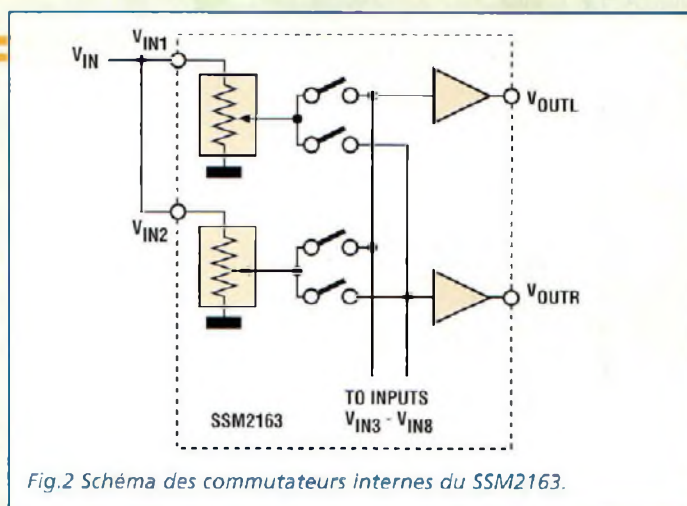 V_IN1
V_IN
V_OUTL
V_IN2
V_OUTR
TO INPUTS
SSM2163
V_IN3 - V_IN8
Fig.2 Schéma des commutateurs internes du SSM2163.